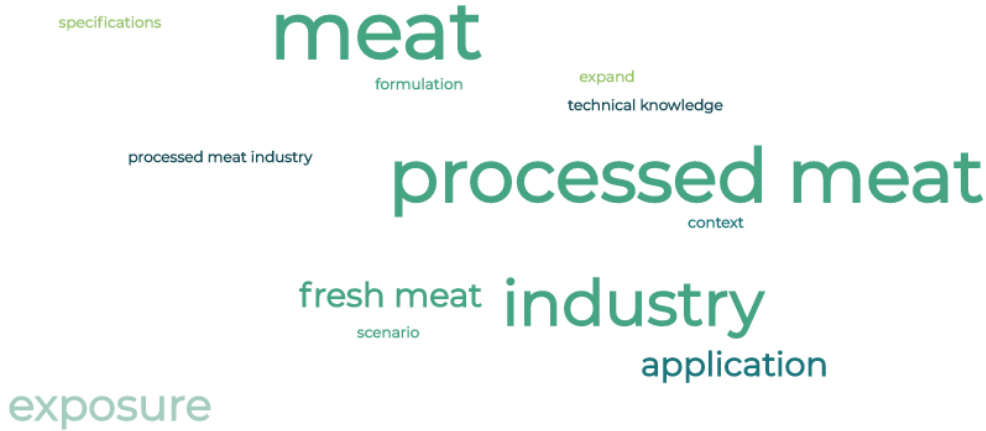 specifications
meat
formulation
expand
technical knowledge
processed meat industry
processed meat
context
fresh meat
industry
scenario
application
exposure